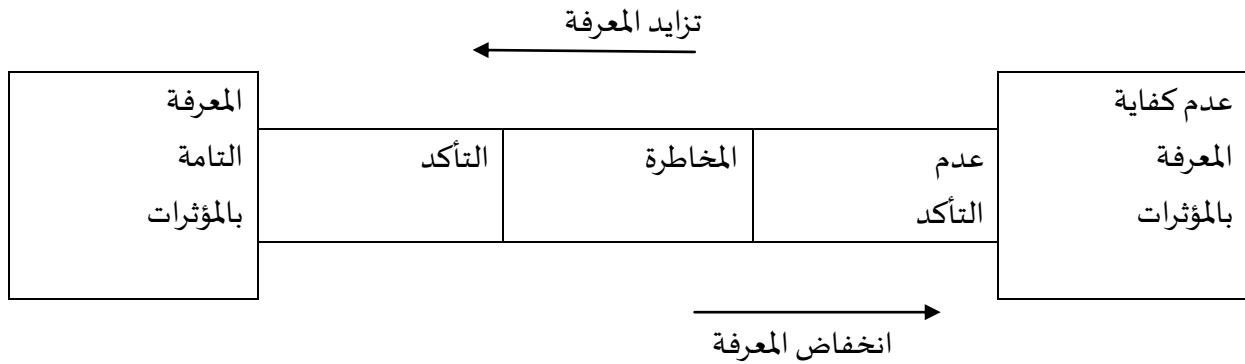 تزايد المعرفة
عدم كفاية
المعرفة
بالمؤثرات
عدم
التأكد
المخاطرة
التأكد
المعرفة
التامة
بالمؤثرات
انخفاض المعرفة